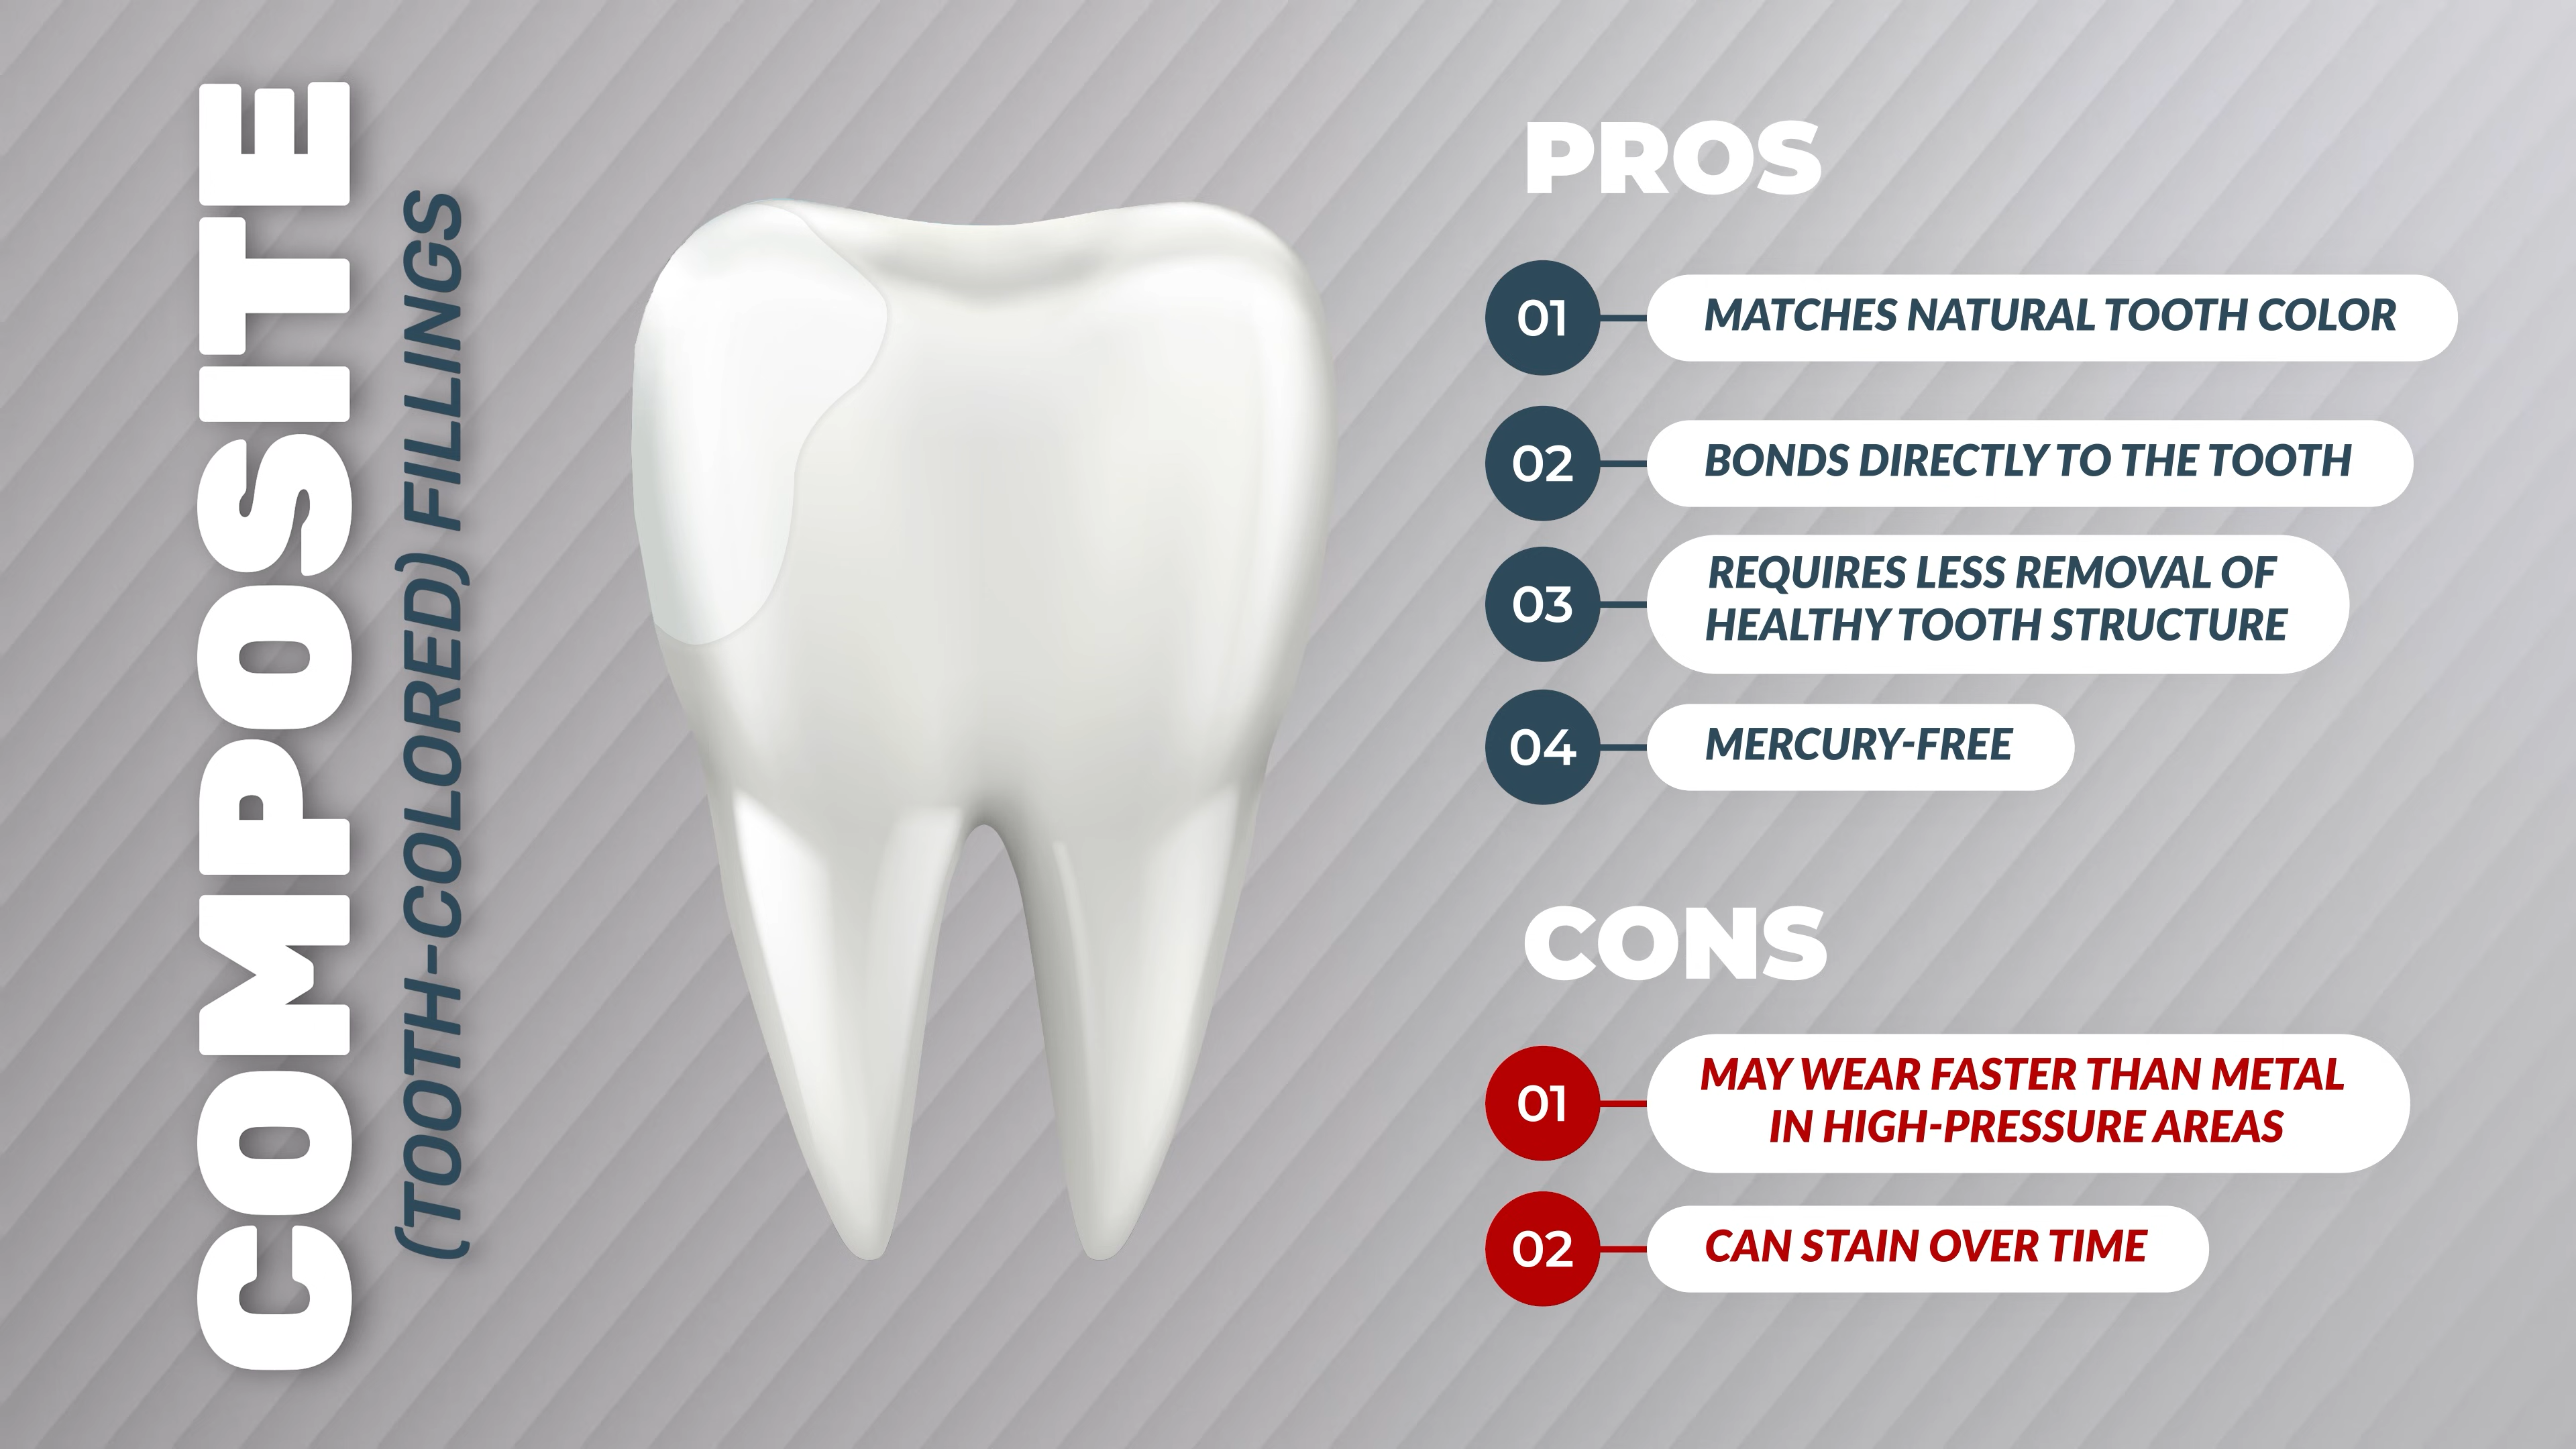 COMPOSITE
(TOOTH-COLORED) FILLINGS
PROS
01 MATCHES NATURAL TOOTH COLOR
02 BONDS DIRECTLY TO THE TOOTH
03 REQUIRES LESS REMOVAL OF
HEALTHY TOOTH STRUCTURE
04 MERCURY-FREE
CONS
01 MAY WEAR FASTER THAN METAL
IN HIGH-PRESSURE AREAS
02 CAN STAIN OVER TIME